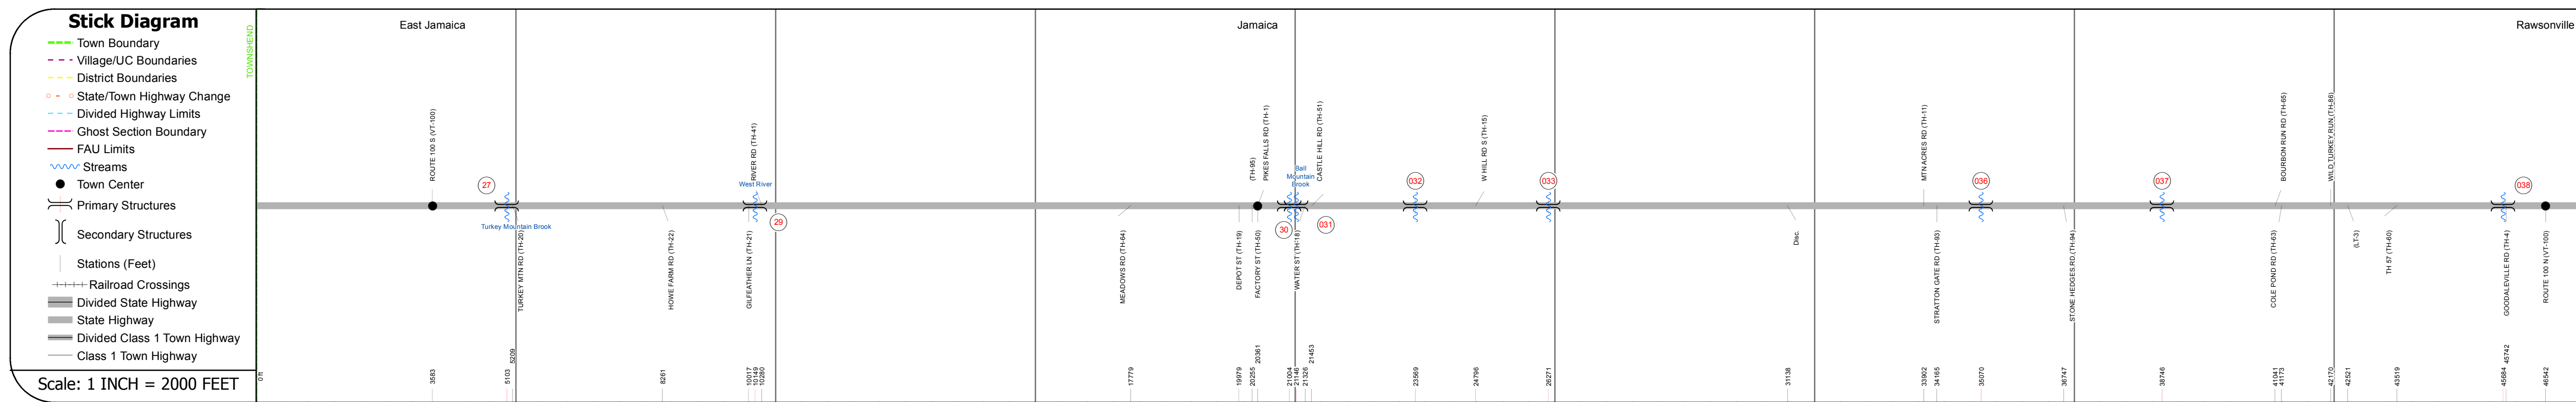 Stick Diagram
Town Boundary
Village/UC Boundaries
District Boundaries
State/Town Highway Change
Divided Highway Limits
Ghost Section Boundary
FAU Limits
Streams
Town Center
Primary Structures
Secondary Structures
Stations (Feet)
Railroad Crossings
Divided State Highway
State Highway
Divided Class 1 Town Highway
Class 1 Town Highway
Scale: 1 INCH = 2000 FEET
TOWNSHEND
East Jamaica
Jamaica
Rawsonville
ROUTE 100 S (VT-100)
RIVER RD (TH-41)
(TH-95)
PIKES FALLS RD (TH-1)
CASTLE HILL RD (TH-51)
W HILL RD S (TH-15)
MTN ACRES RD (TH-11)
BOURBON RUN RD (TH-65)
WILD TURKEY RUN (TH-86)
27
West River
Ball
Mountain
Brook
032
033
036
037
038
Turkey Mountain Brook
29
30
031
TURKEY MTN RD (TH-20)
HOWE FARM RD (TH-22)
GILFEATHER LN (TH-21)
MEADOWS RD (TH-64)
DEPOT ST (TH-19)
FACTORY ST (TH-50)
WATER ST (TH-18)
Disc.
STRATTON GATE RD (TH-93)
STONE HEDGES RD (TH-94)
COLE POND RD (TH-63)
(LT-3)
TH 57 (TH-60)
GOODALEVILLE RD (TH-4)
ROUTE 100 N (VT-100)
0 ft
3583
5103
5209
8261
10017
10149
10280
17779
19979
20255
20361
21004
21146
21326
21453
23569
24796
26271
31138
33902
34165
35070
36747
38746
41041
41173
42170
42521
43519
45684
45742
46542